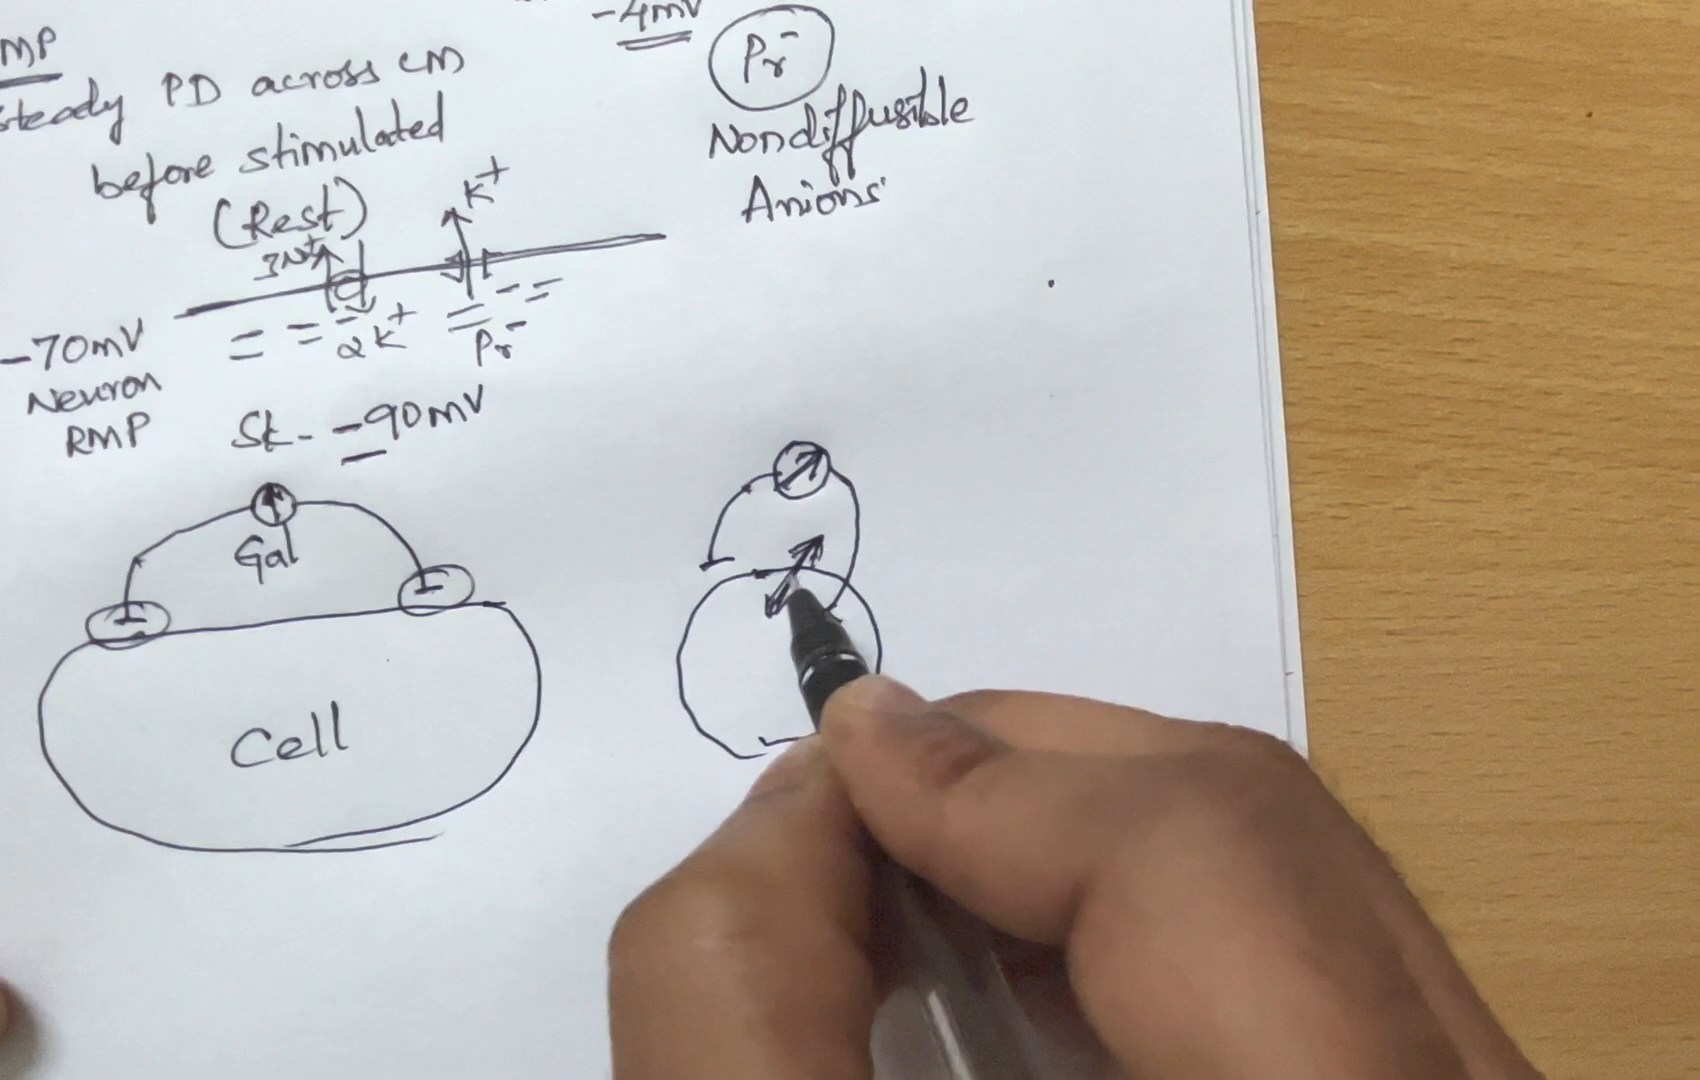 MP
steady PD across CM
before stimulated
(Rest)
-4mV
Pr-
Nondiffusible
Anions
3Na+
K+
2K+
Pr-
-70mV
Neuron
RMP
Sk- -90mV
Gal
Cell